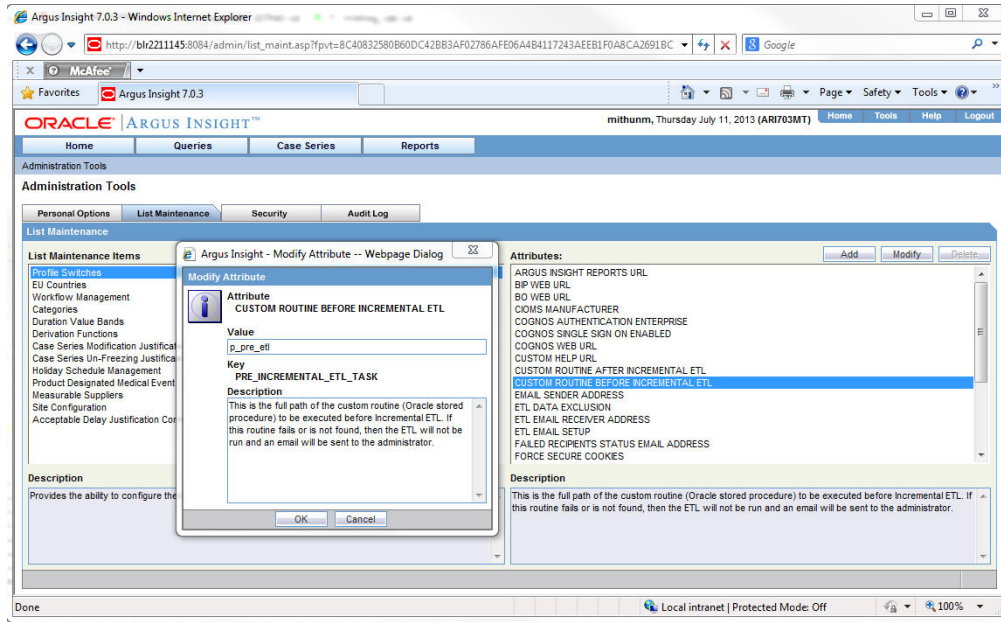 Argus Insight 7.0.3 - Windows Internet Explorer
http://blr2211145:8084/admin/list_maint.asp?fpvt=8C40832580B60DC42BB3AF02786AFE06A4B4117243AEEB1F0A8CA2691BC
Google
X McAfee
Favorites Argus Insight 7.0.3 Page Safety Tools
ORACLE ARGUS INSIGHT™ mithunm, Thursday July 11, 2013 (ARI703MT) Home Tools Help Logout
Home Queries Case Series Reports
Administration Tools
Administration Tools
Personal Options List Maintenance Security Audit Log
List Maintenance
List Maintenance Items
Profile Switches
EU Countries
Workflow Management
Categories
Duration Value Bands
Derivation Functions
Case Series Modification Justificat
Case Series Un-Freezing Justifica
Holiday Schedule Management
Product Designated Medical Event
Measurable Suppliers
Site Configuration
Acceptable Delay Justification Con
Description
Provides the ability to configure the
Argus Insight - Modify Attribute -- Webpage Dialog
Modify Attribute
Attribute
CUSTOM ROUTINE BEFORE INCREMENTAL ETL
Value
p_pre_etl
Key
PRE_INCREMENTAL_ETL_TASK
Description
This is the full path of the custom routine (Oracle stored
procedure) to be executed before Incremental ETL. If
this routine fails or is not found, then the ETL will not be
run and an email will be sent to the administrator.
OK Cancel
Attributes: Add Modify Delete
ARGUS INSIGHT REPORTS URL
BIP WEB URL
BO WEB URL
CIOMS MANUFACTURER
COGNOS AUTHENTICATION ENTERPRISE
COGNOS SINGLE SIGN ON ENABLED
COGNOS WEB URL
CUSTOM HELP URL
CUSTOM ROUTINE AFTER INCREMENTAL ETL
CUSTOM ROUTINE BEFORE INCREMENTAL ETL
EMAIL SENDER ADDRESS
ETL DATA EXCLUSION
ETL EMAIL RECEIVER ADDRESS
ETL EMAIL SETUP
FAILED RECIPIENTS STATUS EMAIL ADDRESS
FORCE SECURE COOKIES
Description
This is the full path of the custom routine (Oracle stored procedure) to be executed before Incremental ETL. If
this routine fails or is not found, then the ETL will not be run and an email will be sent to the administrator.
Done Local intranet | Protected Mode: Off 100%